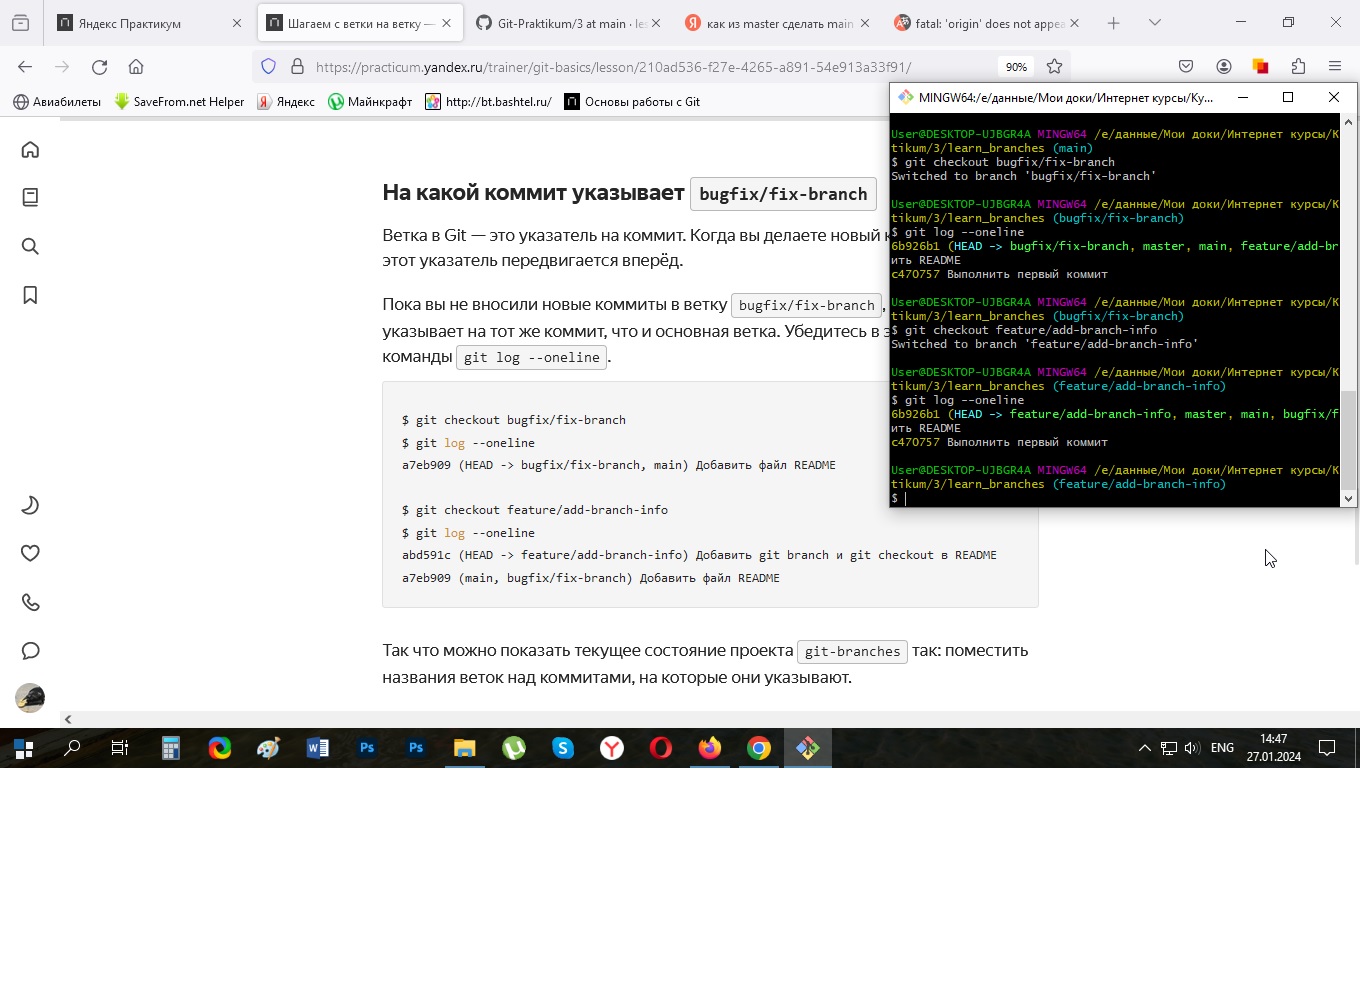 Яндекс Практикум
Шагаем с ветки на ветку —
Git-Praktikum/3 at main · les
как из master сделать main
fatal: 'origin' does not appea
https://practicum.yandex.ru/trainer/git-basics/lesson/210ad536-f27e-4265-a891-54e913a33f91/
90%
Авиабилеты
SaveFrom.net Helper
Яндекс
Майнкрафт
http://bt.bashtel.ru/
Основы работы с Git
На какой коммит указывает bugfix/fix-branch
Ветка в Git — это указатель на коммит. Когда вы делаете новый
этот указатель передвигается вперёд.
Пока вы не вносили новые коммиты в ветку bugfix/fix-branch,
указывает на тот же коммит, что и основная ветка. Убедитесь в
команды git log --oneline.
$ git checkout bugfix/fix-branch
$ git log --oneline
a7eb909 (HEAD -> bugfix/fix-branch, main) Добавить файл README
$ git checkout feature/add-branch-info
$ git log --oneline
abd591c (HEAD -> feature/add-branch-info) Добавить git branch и git checkout в README
a7eb909 (main, bugfix/fix-branch) Добавить файл README
Так что можно показать текущее состояние проекта git-branches так: поместить
названия веток над коммитами, на которые они указывают.
MINGW64:/e/данные/Мои доки/Интернет курсы/Ку...
User@DESKTOP-UJBGR4A MINGW64 /e/данные/Мои доки/Интернет курсы/К
tikum/3/learn_branches (main)
$ git checkout bugfix/fix-branch
Switched to branch 'bugfix/fix-branch'
User@DESKTOP-UJBGR4A MINGW64 /e/данные/Мои доки/Интернет курсы/К
tikum/3/learn_branches (bugfix/fix-branch)
$ git log --oneline
6b926b1 (HEAD -> bugfix/fix-branch, master, main, feature/add-br
ить README
c470757 Выполнить первый коммит
User@DESKTOP-UJBGR4A MINGW64 /e/данные/Мои доки/Интернет курсы/К
tikum/3/learn_branches (bugfix/fix-branch)
$ git checkout feature/add-branch-info
Switched to branch 'feature/add-branch-info'
User@DESKTOP-UJBGR4A MINGW64 /e/данные/Мои доки/Интернет курсы/К
tikum/3/learn_branches (feature/add-branch-info)
$ git log --oneline
6b926b1 (HEAD -> feature/add-branch-info, master, main, bugfix/f
ить README
c470757 Выполнить первый коммит
User@DESKTOP-UJBGR4A MINGW64 /e/данные/Мои доки/Интернет курсы/К
tikum/3/learn_branches (feature/add-branch-info)
$
ENG
14:47
27.01.2024